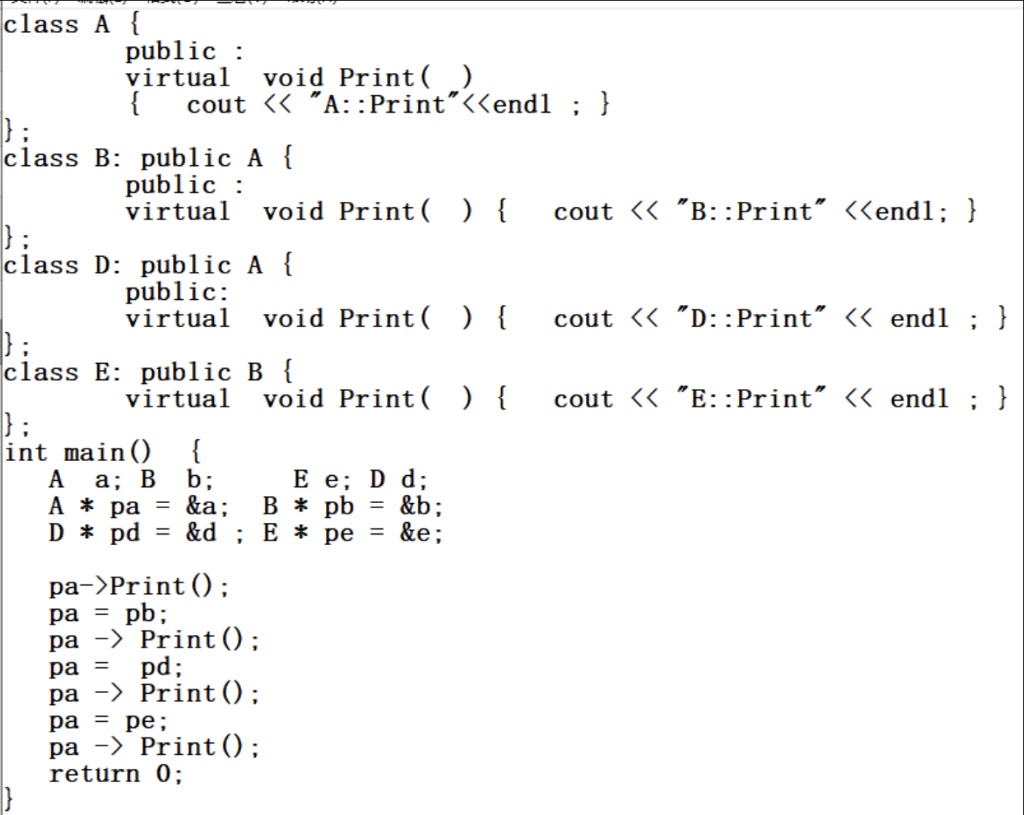 class A {
        public :
        virtual  void Print(  )
        {   cout << "A::Print"<<endl ; }
};
class B: public A {
        public :
        virtual  void Print(  ) {   cout << "B::Print" <<endl; }
};
class D: public A {
        public:
        virtual  void Print(  ) {   cout << "D::Print" << endl ; }
};
class E: public B {
        virtual  void Print(  ) {   cout << "E::Print" << endl ; }
};
int main()  {
   A  a; B  b;     E e; D d;
   A * pa = &a;  B * pb = &b;
   D * pd = &d ; E * pe = &e;
   pa->Print();
   pa = pb;
   pa -> Print();
   pa =  pd;
   pa -> Print();
   pa = pe;
   pa -> Print();
   return 0;
}